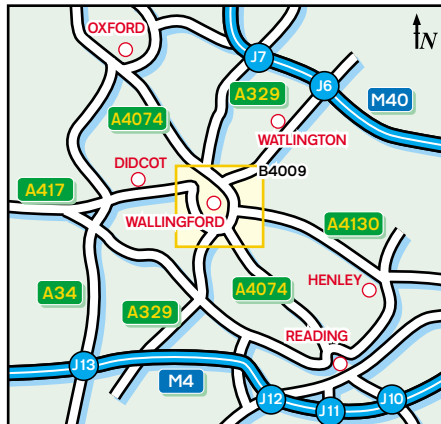 OXFORD
N
J7
J6
A329
M40
A4074
WATLINGTON
DIDCOT
B4009
A417
WALLINGFORD
A4130
A34
A329
A4074
HENLEY
READING
J13
M4
J12
J11
J10